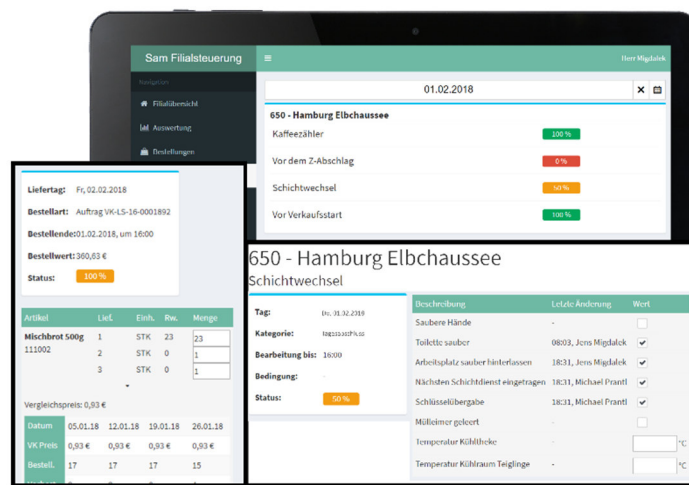 Sam Filialsteuerung
Herr Migdalek
Navigation
Filialübersicht
Auswertung
Bestellungen
01.02.2018
650 - Hamburg Elbchaussee
Kaffeezähler 100 %
Vor dem Z-Abschlag 0 %
Schichtwechsel 50 %
Vor Verkaufsstart 100 %
Liefertag: Fr, 02.02.2018
Bestellart: Auftrag VK-LS-16-0001892
Bestellende:01.02.2018, um 16:00
Bestellwert: 360,63 €
Status: 100 %
Artikel Lief. Einh. Rw. Menge
Mischbrot 500g 1 STK 23 23
111002 2 STK 0 1
3 STK 0 1
Vergleichspreis: 0,93 €
Datum 05.01.18 12.01.18 19.01.18 26.01.18
VK Preis 0,93 € 0,93 € 0,93 € 0,93 €
Bestell. 17 17 17 15
650 - Hamburg Elbchaussee
Schichtwechsel
Tag: Do, 01.02.2018
Kategorie:
Bearbeitung bis: 16:00
Bedingung: -
Status: 50 %
Beschreibung Letzte Änderung Wert
Saubere Hände -
Toilette sauber 08:03, Jens Migdalek
Arbeitsplatz sauber hinterlassen 18:31, Jens Migdalek
Nächsten Schichtdienst eingetragen 18:31, Michael Prantl
Schlüsselübergabe 18:31, Michael Prantl
Mülleimer geleert -
Temperatur Kühltheke - °C
Temperatur Kühlraum Teiglinge - °C